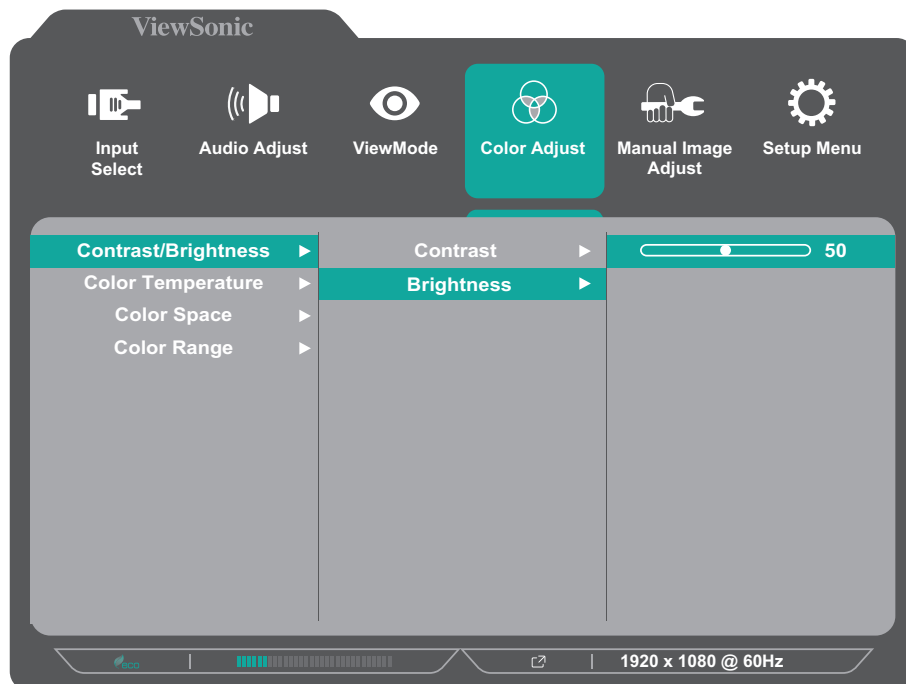 ViewSonic
Input Select
Audio Adjust
ViewMode
Color Adjust
Manual Image Adjust
Setup Menu
Contrast/Brightness
Color Temperature
Color Space
Color Range
Contrast
Brightness
50
eco
1920 x 1080 @ 60Hz